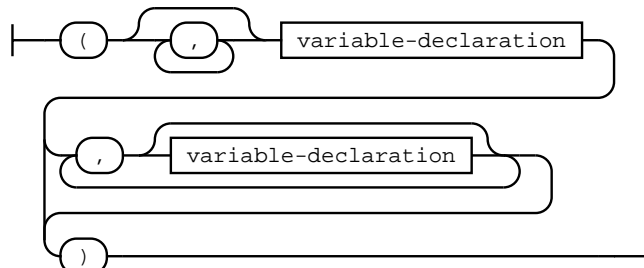 ( , variable-declaration
, variable-declaration
)